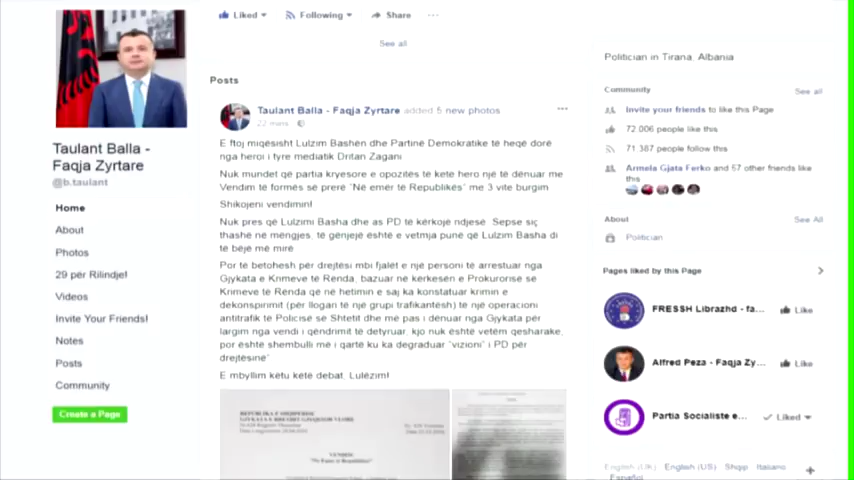 Liked
Following
Share
See all
Taulant Balla -
Faqja Zyrtare
@b.taulant
Home
About
Photos
29 për Rilindje!
Videos
Invite Your Friends!
Notes
Posts
Community
Create a Page
Posts
Taulant Balla - Faqja Zyrtare added 5 new photos
22 mars
E ftoj miqësisht Lulzim Bashën dhe Partinë Demokratike të heqë dorë
nga heroi i tyre mediatik Dritan Zagani
Nuk mundet që partia kryesore e opozitës të ketë hero një të dënuar me
Vendim të formës së prerë "Në emër të Republikës" me 3 vite burgim
Shikojeni vendimin!
Nuk pres që Lulzimi Basha dhe as PD të kërkojë ndjesë. Sepse siç
thashë në mëngjes, të gënjejë është e vetmja punë që Lulzim Basha di
të bëjë më mirë
Por të betohesh për drejtësi mbi fjalët e një personi të arrestuar nga
Gjykata e Krimeve të Rënda, bazuar në kërkesën e Prokurorisë së
Krimeve të Rënda që në hetimin e saj ka konstatuar krimin e
dekonspirimit (për llogari të një grupi trafikantësh) të një operacioni
antitrafik të Policisë së Shtetit dhe më pas i dënuar nga Gjykata për
largim nga vendi i qëndrimit të detyruar, kjo nuk është vetëm qesharake,
por është shembulli më i qartë ku ka degraduar "vizioni" i PD për
drejtësinë"
E mbyllim këtu këtë debat, Lulëzim!
REPUBLIKA E SHQIPERISE
VENDIM
"Ne Emer te Republikes"
Politician in Tirana, Albania
Community
See all
Invite your friends to like this Page
72.006 people like this
71.387 people follow this
Armela Gjata Ferko and 57 other friends like
this
About
See All
Politician
Pages liked by this Page
FRESSH Librazhd - fa...
Like
Alfred Peza - Faqja Zy...
Like
Partia Socialiste e...
Liked
English (UK) English (US) Shqip Italiano
Español